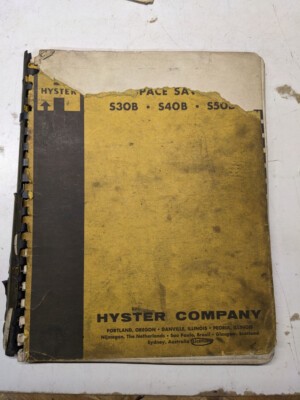 HYSTER
PACE SAV
S30B • S40B • S50B
HYSTER COMPANY
PORTLAND, OREGON • DANVILLE, ILLINOIS • PEORIA, ILLINOIS
Nijmegen, The Netherlands • Sao Paulo, Brazil • Glasgow, Scotland
Sydney, Australia